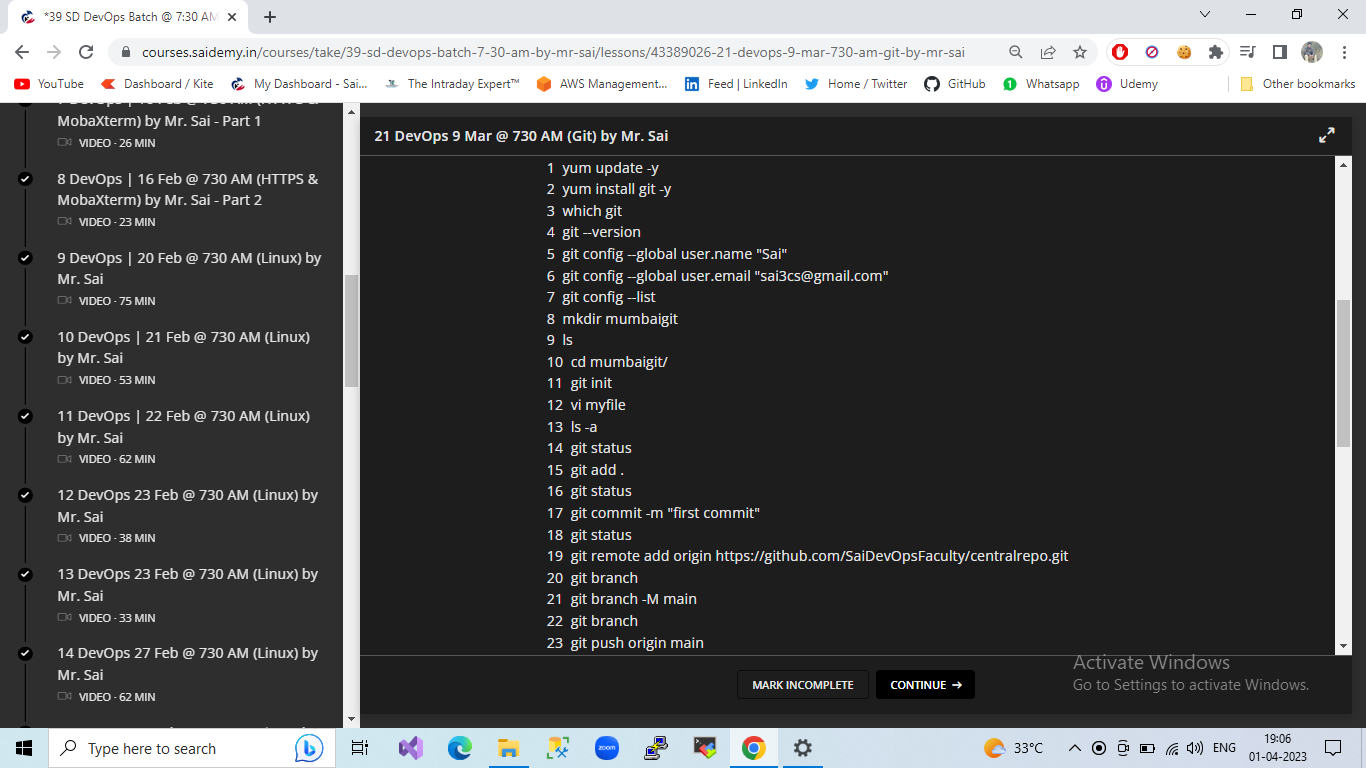 *39 SD DevOps Batch @ 7:30 AM
courses.saidemy.in/courses/take/39-sd-devops-batch-7-30-am-by-mr-sai/lessons/43389026-21-devops-9-mar-730-am-git-by-mr-sai
YouTube
Dashboard / Kite
My Dashboard - Sai...
The Intraday Expert™
AWS Management...
Feed | LinkedIn
Home / Twitter
GitHub
1
Whatsapp
Udemy
Other bookmarks
MobaXterm) by Mr. Sai - Part 1
VIDEO · 26 MIN
8 DevOps | 16 Feb @ 730 AM (HTTPS &
MobaXterm) by Mr. Sai - Part 2
VIDEO · 23 MIN
9 DevOps | 20 Feb @ 730 AM (Linux) by
Mr. Sai
VIDEO · 75 MIN
10 DevOps | 21 Feb @ 730 AM (Linux)
by Mr. Sai
VIDEO · 53 MIN
11 DevOps | 22 Feb @ 730 AM (Linux)
by Mr. Sai
VIDEO · 62 MIN
12 DevOps 23 Feb @ 730 AM (Linux) by
Mr. Sai
VIDEO · 38 MIN
13 DevOps 23 Feb @ 730 AM (Linux) by
Mr. Sai
VIDEO · 33 MIN
14 DevOps 27 Feb @ 730 AM (Linux) by
Mr. Sai
VIDEO · 62 MIN
21 DevOps 9 Mar @ 730 AM (Git) by Mr. Sai
1 yum update -y
2 yum install git -y
3 which git
4 git --version
5 git config --global user.name "Sai"
6 git config --global user.email "sai3cs@gmail.com"
7 git config --list
8 mkdir mumbaigit
9 ls
10 cd mumbaigit/
11 git init
12 vi myfile
13 ls -a
14 git status
15 git add .
16 git status
17 git commit -m "first commit"
18 git status
19 git remote add origin https://github.com/SaiDevOpsFaculty/centralrepo.git
20 git branch
21 git branch -M main
22 git branch
23 git push origin main
MARK INCOMPLETE
CONTINUE →
Activate Windows
Go to Settings to activate Windows.
Type here to search
zoom
33°C
ENG
19:06
01-04-2023